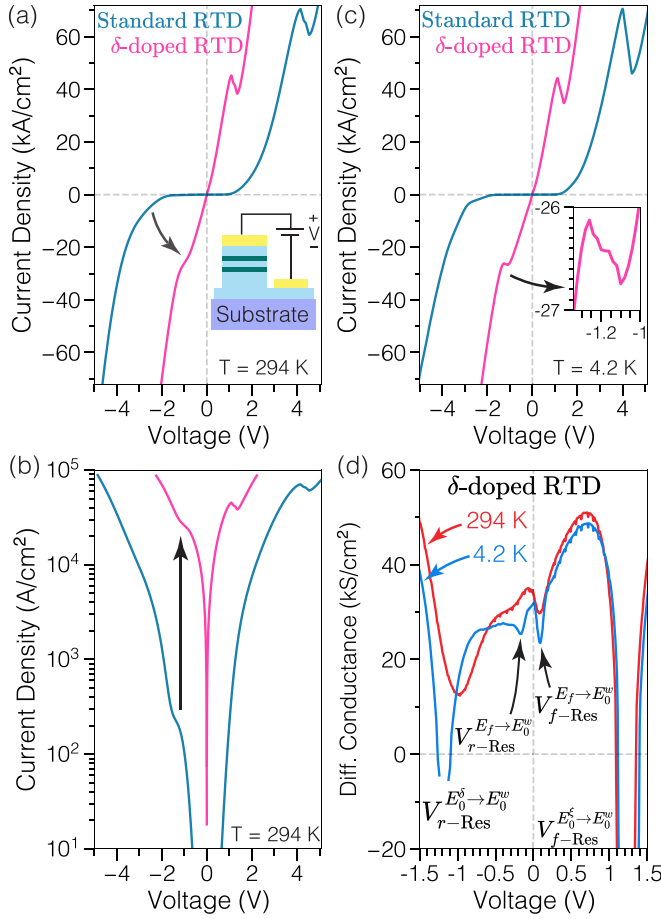 (a)
Standard RTD
δ-doped RTD
Current Density (kA/cm²)
60
40
20
0
-20
-40
-60
+
V
-
Substrate
T = 294 K
-4 -2 0 2 4
Voltage (V)
(c)
Standard RTD
δ-doped RTD
Current Density (kA/cm²)
60
40
20
0
-20
-40
-60
-26
-27
-1.2 -1
T = 4.2 K
-4 -2 0 2 4
Voltage (V)
(b)
Current Density (A/cm²)
10⁵
10⁴
10³
10²
10¹
T = 294 K
-4 -2 0 2 4
Voltage (V)
(d)
δ-doped RTD
294 K
4.2 K
Diff. Conductance (kS/cm²)
60
40
20
0
-20
V_{r-Res}^{E_f→E_0^w}
V_{f-Res}^{E_f→E_0^w}
V_{r-Res}^{E_0^δ→E_0^w}
V_{f-Res}^{E_0^ξ→E_0^w}
-1.5 -1 -0.5 0 0.5 1 1.5
Voltage (V)